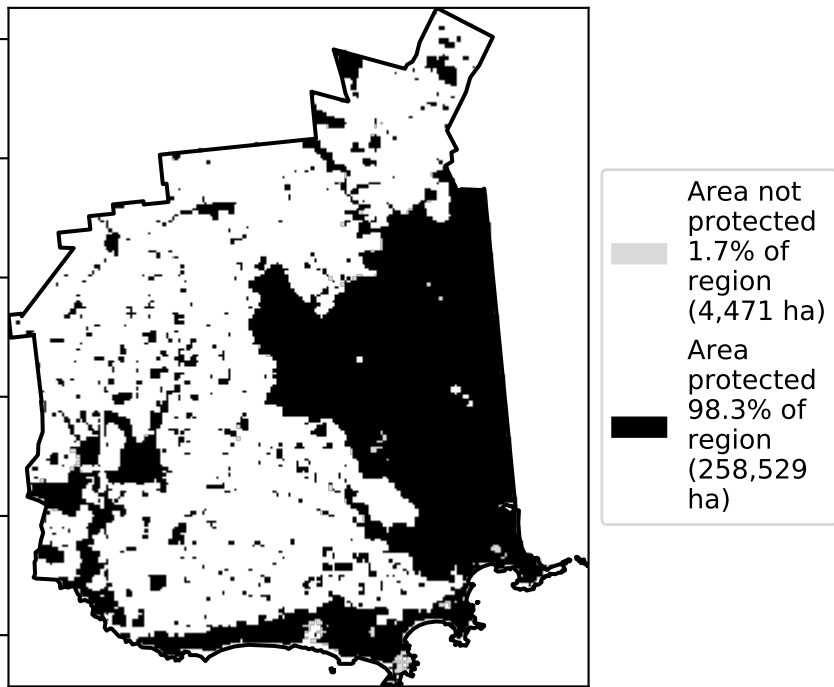 Area not
protected
1.7% of
region
(4,471 ha)
Area
protected
98.3% of
region
(258,529
ha)